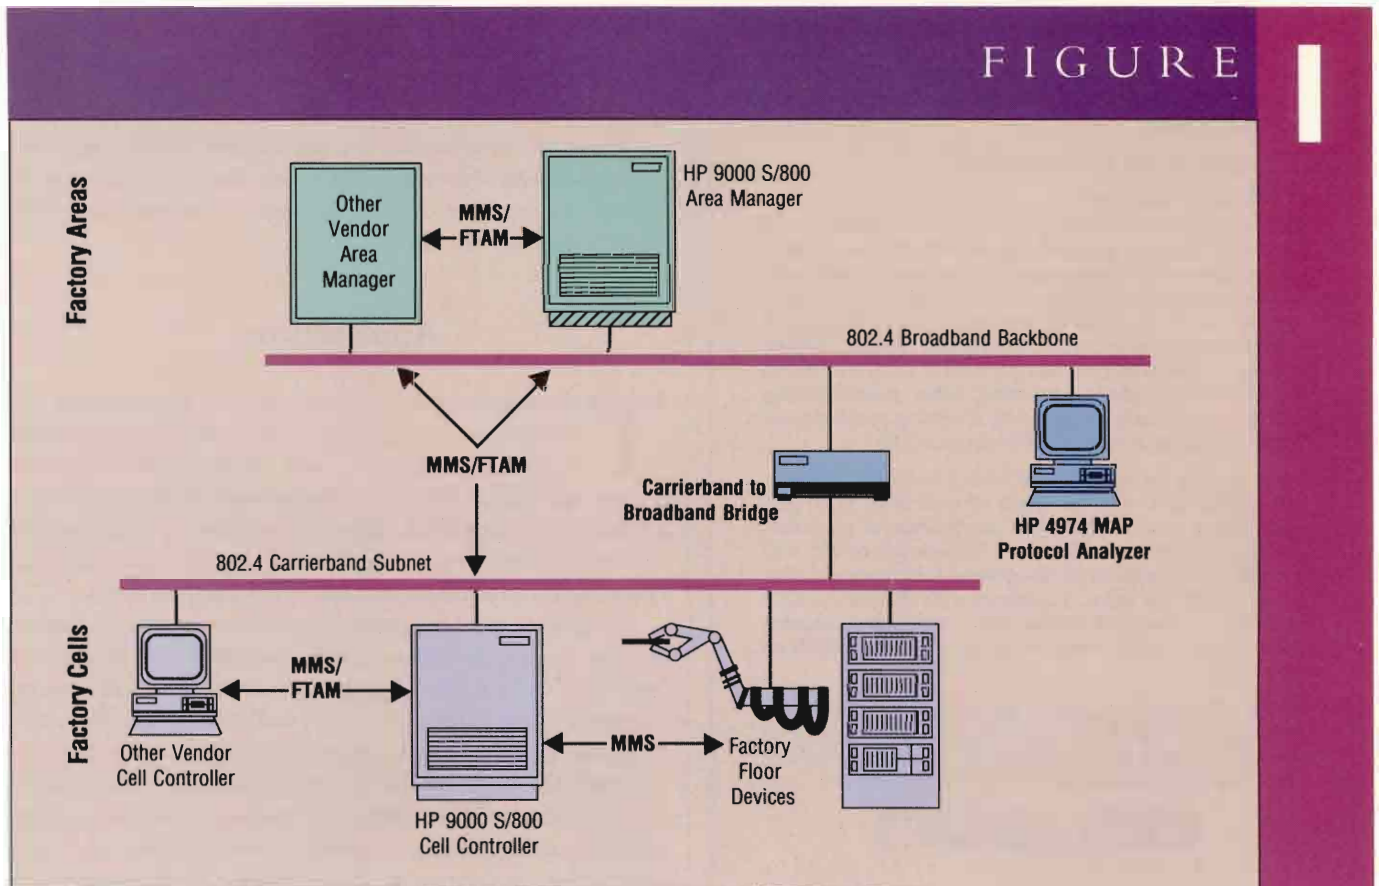 FIGURE 1
Factory Areas
Other
Vendor
Area
Manager
MMS/
FTAM
HP 9000 S/800
Area Manager
802.4 Broadband Backbone
MMS/FTAM
Carrierband to
Broadband Bridge
HP 4974 MAP
Protocol Analyzer
802.4 Carrierband Subnet
Factory Cells
MMS/
FTAM
Other Vendor
Cell Controller
MMS
Factory
Floor
Devices
HP 9000 S/800
Cell Controller